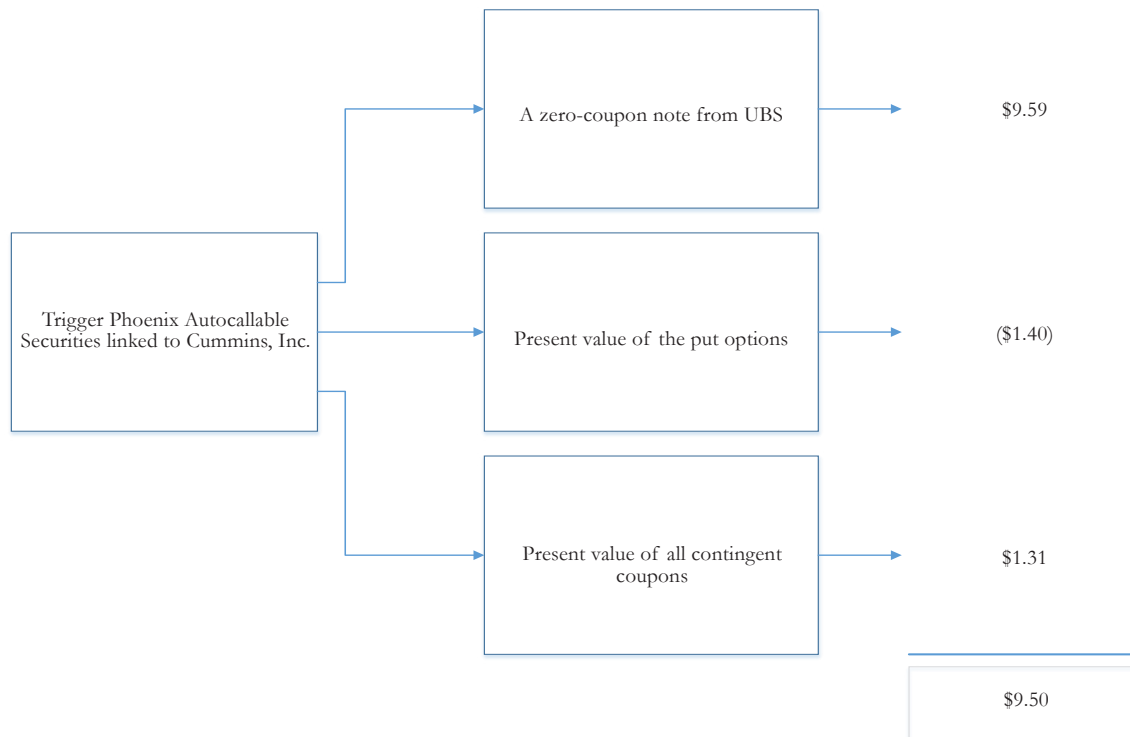 A zero-coupon note from UBS
$9.59
Trigger Phoenix Autocallable
Securities linked to Cummins, Inc.
Present value of the put options
($1.40)
Present value of all contingent
coupons
$1.31
$9.50